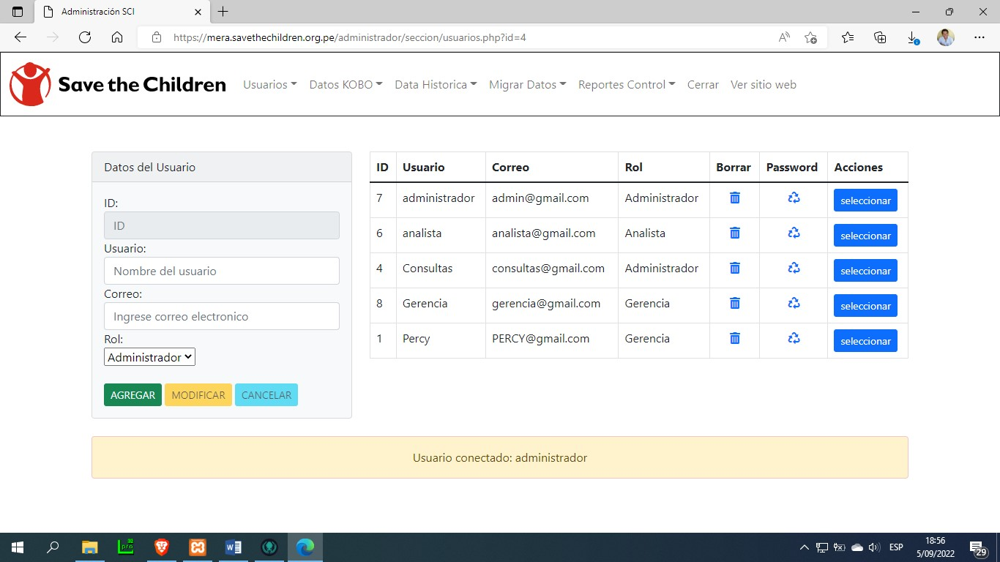 Administración SCI
https://mera.savethechildren.org.pe/administrador/seccion/usuarios.php?id=4
Save the Children Usuarios Datos KOBO Data Historica Migrar Datos Reportes Control Cerrar Ver sitio web
Datos del Usuario
ID:
ID
Usuario:
Nombre del usuario
Correo:
Ingrese correo electronico
Rol:
Administrador
AGREGAR MODIFICAR CANCELAR
ID Usuario Correo Rol Borrar Password Acciones
7 administrador admin@gmail.com Administrador seleccionar
6 analista analista@gmail.com Analista seleccionar
4 Consultas consultas@gmail.com Administrador seleccionar
8 Gerencia gerencia@gmail.com Gerencia seleccionar
1 Percy PERCY@gmail.com Gerencia seleccionar
Usuario conectado: administrador
ESP
18:56
5/09/2022
29